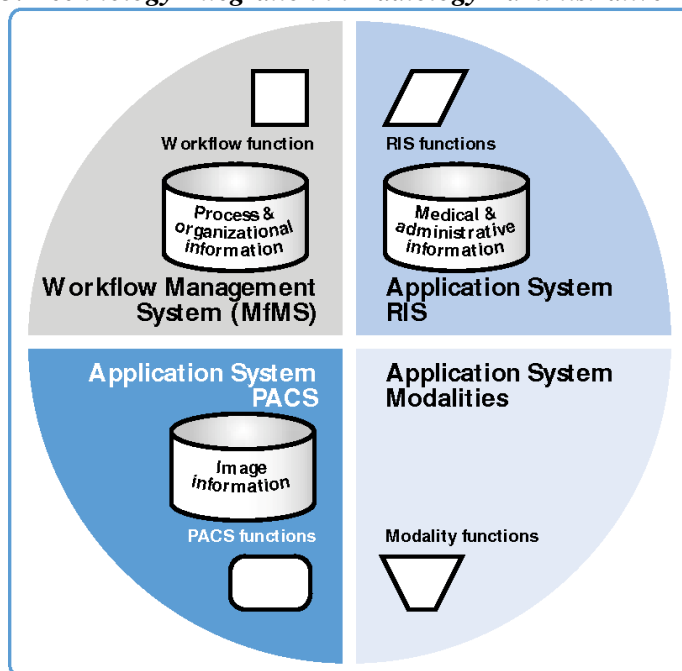 Workflow function
RIS functions
Process &
organizational
information
Medical &
administrative
information
Workflow Management
System (MfMS)
Application System
RIS
Application System
PACS
Application System
Modalities
Image
information
PACS functions
Modality functions